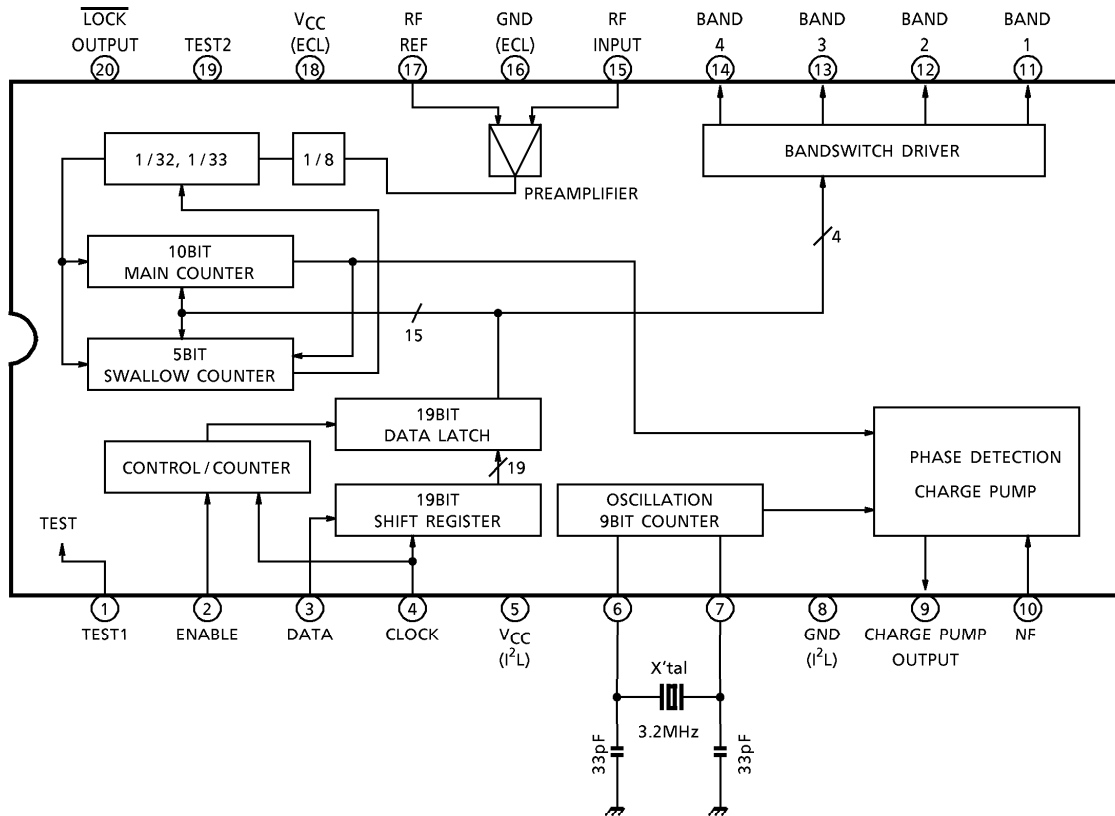 LOCK OUTPUT
20
TEST2
19
VCC (ECL)
18
RF REF
17
GND (ECL)
16
RF INPUT
15
BAND 4
14
BAND 3
13
BAND 2
12
BAND 1
11
1/32, 1/33
1/8
PREAMPLIFIER
BANDSWITCH DRIVER
4
10BIT
MAIN COUNTER
15
5BIT
SWALLOW COUNTER
19BIT
DATA LATCH
19
CONTROL/COUNTER
19BIT
SHIFT REGISTER
OSCILLATION
9BIT COUNTER
PHASE DETECTION
CHARGE PUMP
TEST
1
TEST1
2
ENABLE
3
DATA
4
CLOCK
5
VCC
(I²L)
6
7
8
GND
(I²L)
9
CHARGE PUMP
OUTPUT
10
NF
X'tal
3.2MHz
33pF
33pF